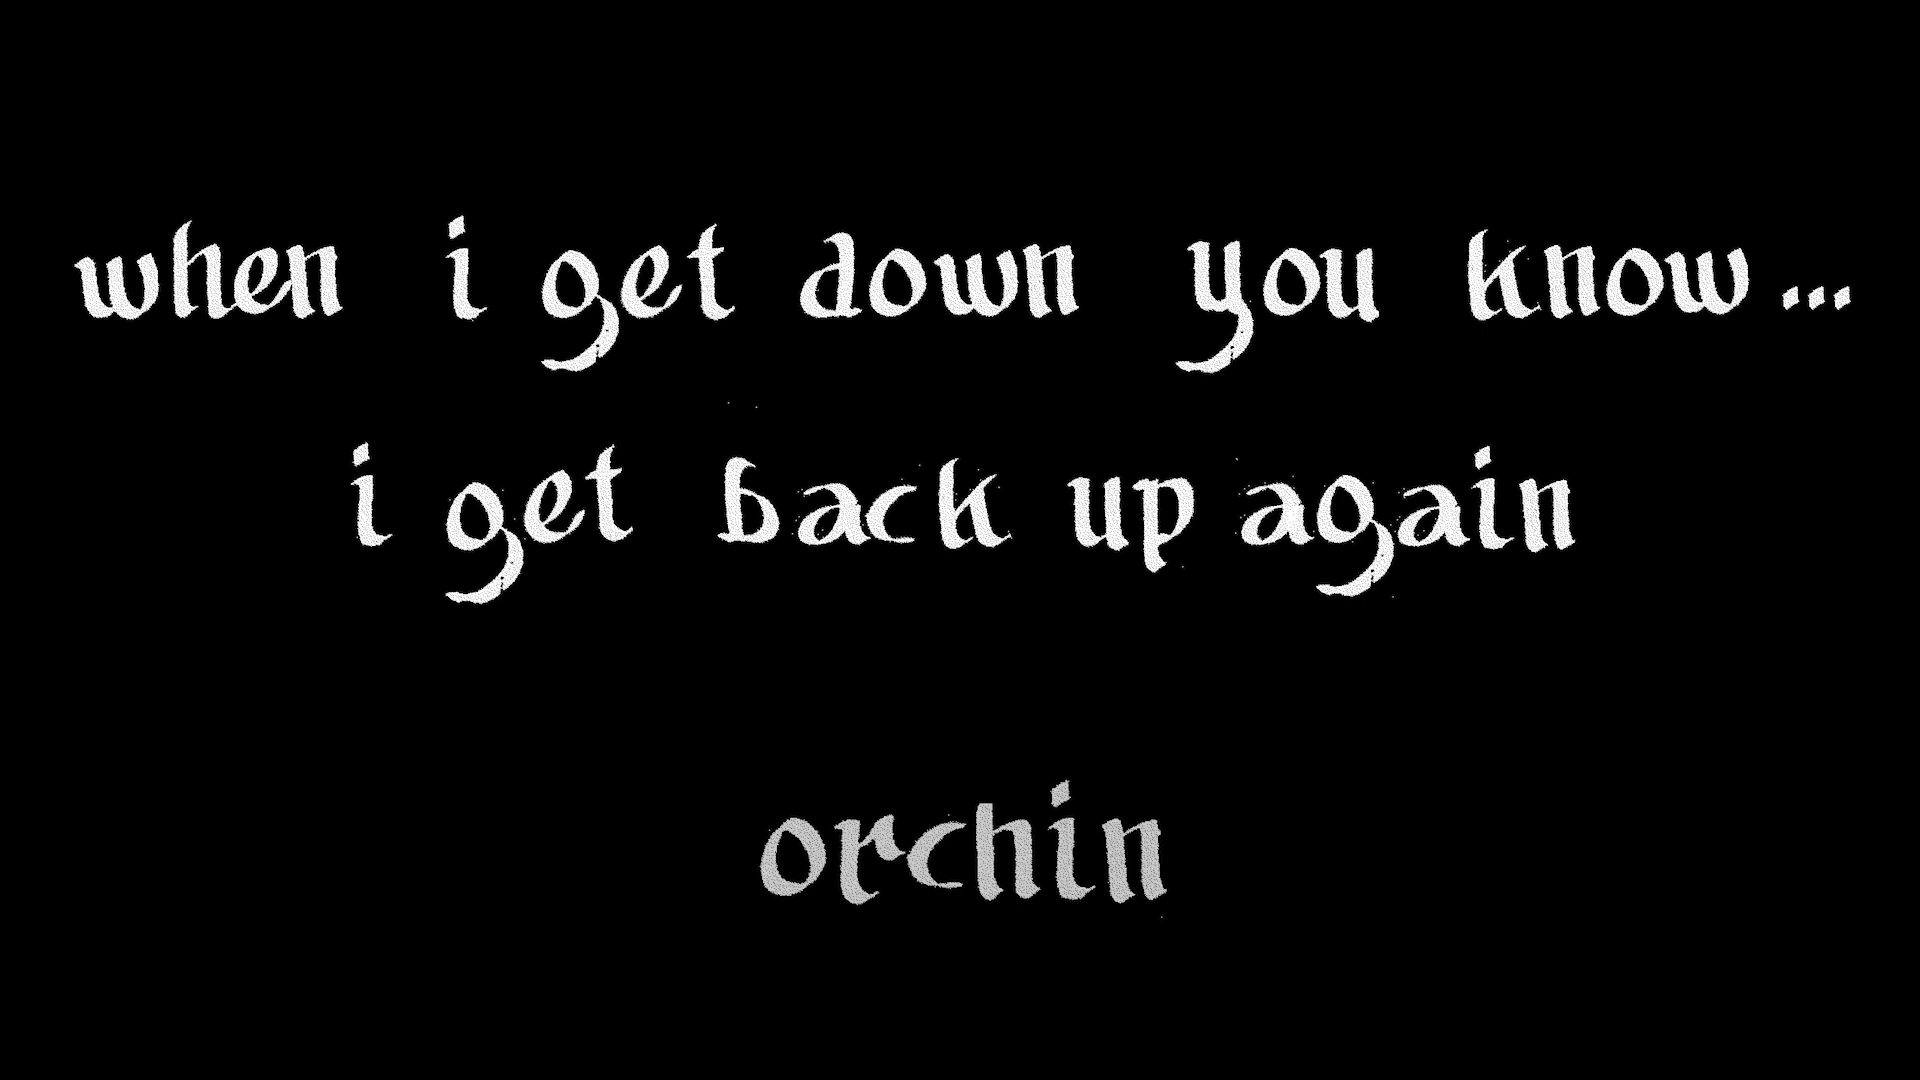 when i get down you know...
i get back up again
orchin